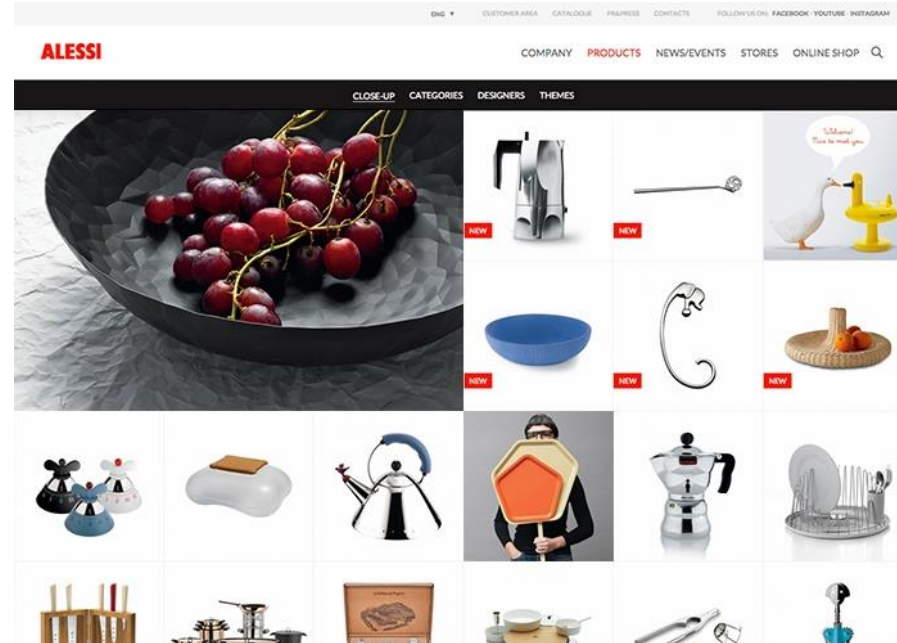 ENG ▼ CUSTOMER AREA CATALOGUE PR&PRESS CONTACTS FOLLOW US ON: FACEBOOK - YOUTUBE - INSTAGRAM
ALESSI
COMPANY PRODUCTS NEWS/EVENTS STORES ONLINE SHOP
CLOSE-UP CATEGORIES DESIGNERS THEMES
Welcome!
Nice to meet you
NEW
NEW
NEW
NEW
NEW